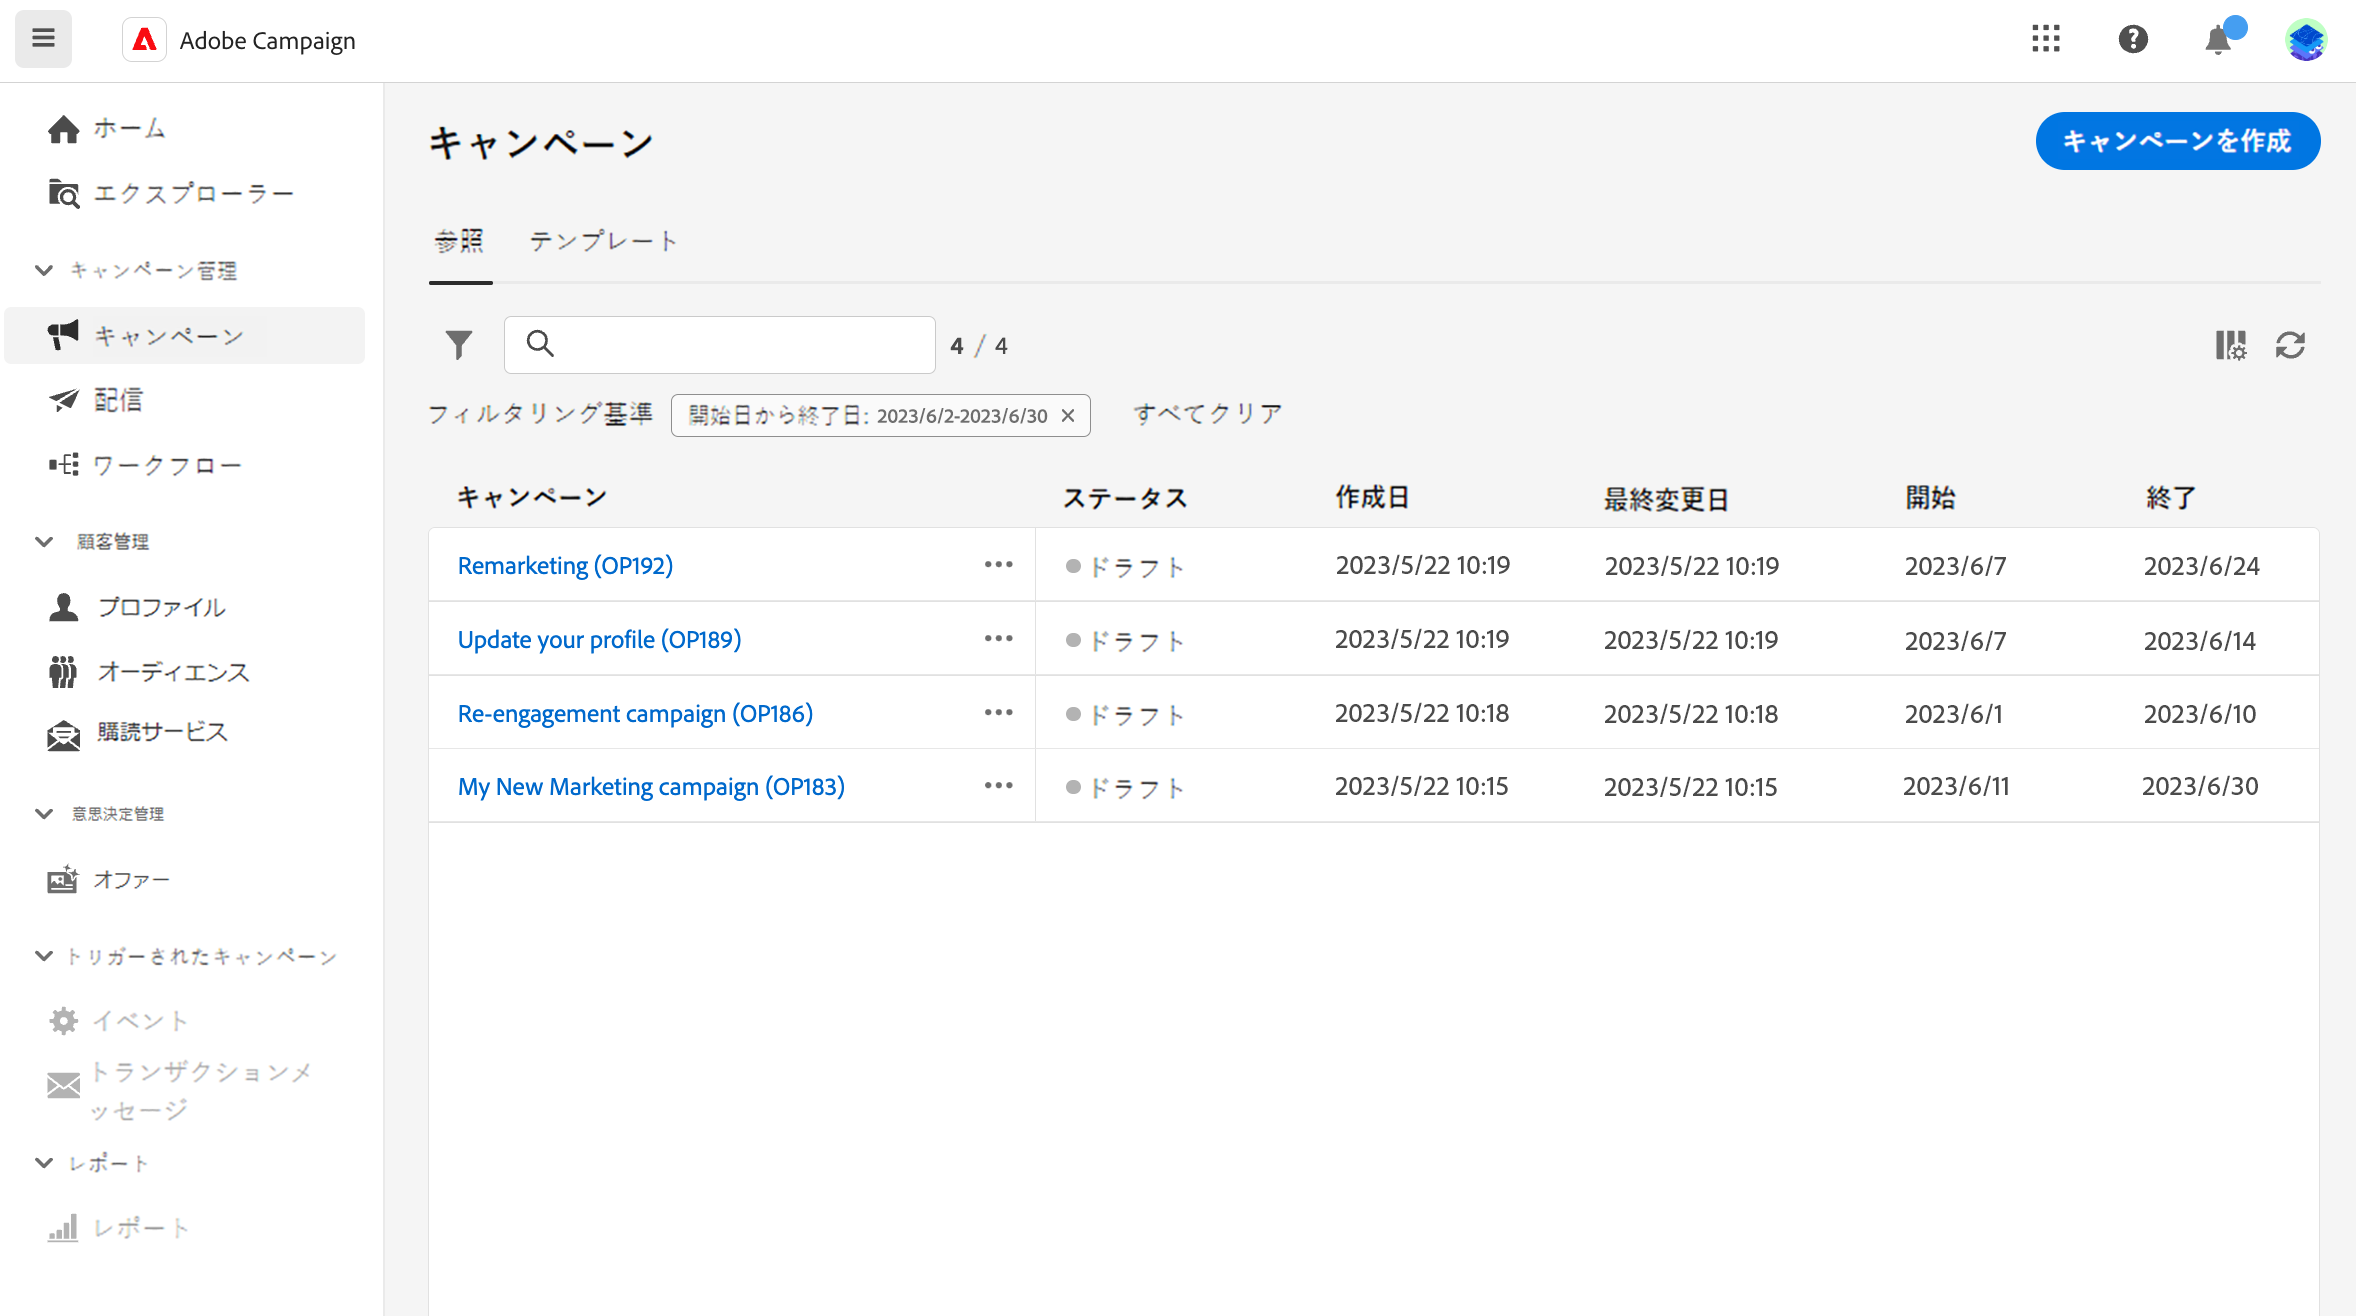 Adobe Campaign
ホーム
エクスプローラー
キャンペーン管理
キャンペーン
配信
ワークフロー
顧客管理
プロファイル
オーディエンス
購読サービス
意思決定管理
オファー
トリガーされたキャンペーン
イベント
トランザクションメ
ッセージ
レポート
レポート
キャンペーン
キャンペーンを作成
参照 テンプレート
4 / 4
フィルタリング基準 開始日から終了日: 2023/6/2-2023/6/30 すべてクリア
キャンペーン ステータス 作成日 最終変更日 開始 終了
Remarketing (OP192) ドラフト 2023/5/22 10:19 2023/5/22 10:19 2023/6/7 2023/6/24
Update your profile (OP189) ドラフト 2023/5/22 10:19 2023/5/22 10:19 2023/6/7 2023/6/14
Re-engagement campaign (OP186) ドラフト 2023/5/22 10:18 2023/5/22 10:18 2023/6/1 2023/6/10
My New Marketing campaign (OP183) ドラフト 2023/5/22 10:15 2023/5/22 10:15 2023/6/11 2023/6/30